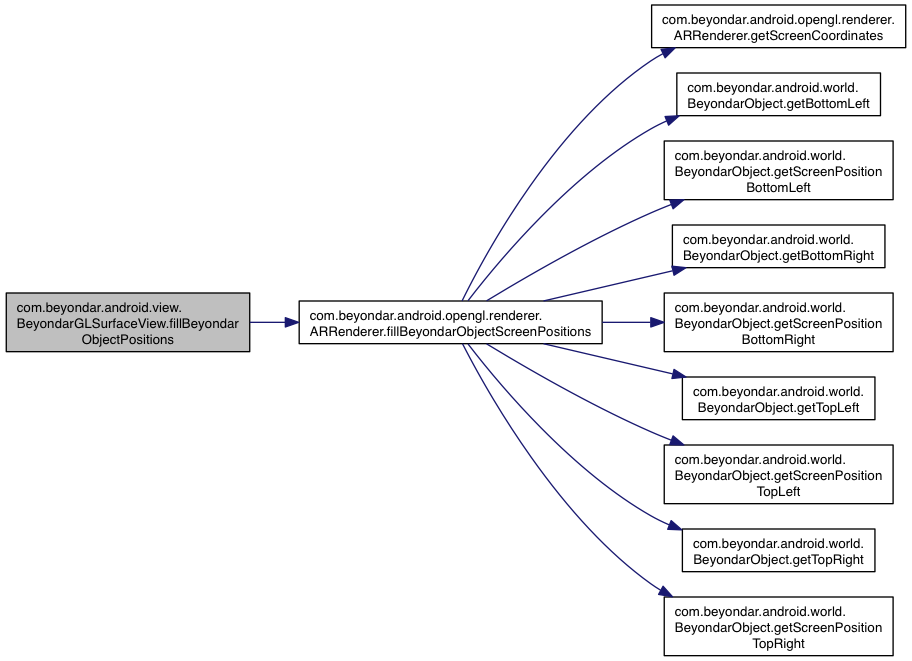 com.beyondar.android.view.
BeyondarGLSurfaceView.fillBeyondar
ObjectPositions
com.beyondar.android.opengl.renderer.
ARRenderer.fillBeyondarObjectScreenPositions
com.beyondar.android.opengl.renderer.
ARRenderer.getScreenCoordinates
com.beyondar.android.world.
BeyondarObject.getBottomLeft
com.beyondar.android.world.
BeyondarObject.getScreenPosition
BottomLeft
com.beyondar.android.world.
BeyondarObject.getBottomRight
com.beyondar.android.world.
BeyondarObject.getScreenPosition
BottomRight
com.beyondar.android.world.
BeyondarObject.getTopLeft
com.beyondar.android.world.
BeyondarObject.getScreenPosition
TopLeft
com.beyondar.android.world.
BeyondarObject.getTopRight
com.beyondar.android.world.
BeyondarObject.getScreenPosition
TopRight